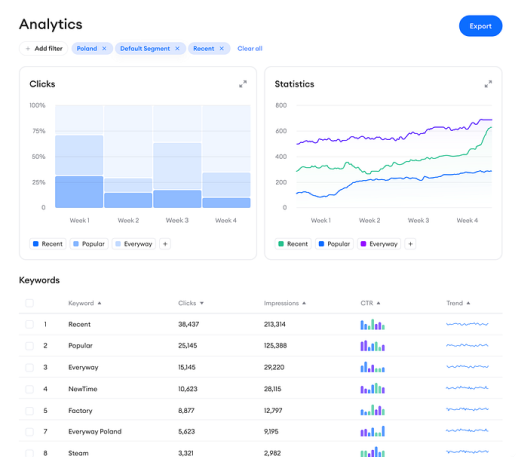 Analytics
Export
+ Add filter Poland × Default Segment × Recent × Clear all
Clicks
100%
75%
50%
25%
0
Week 1 Week 2 Week 3 Week 4
Recent Popular Everyway +
Statistics
800
600
400
200
0
Week 1 Week 2 Week 3 Week 4
Recent Popular Everyway +
Keywords
Keyword ▲ Clicks ▼ Impressions ▲ CTR ▲ Trend ▲
1 Recent 38,437 213,314
2 Popular 25,145 125,388
3 Everyway 15,145 29,220
4 NewTime 10,623 28,115
5 Factory 8,877 12,797
7 Everyway Poland 5,623 9,195
8 Steam 3,321 2,982